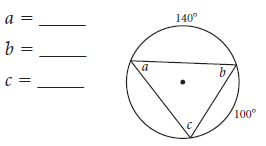 a = ______
b = ______
c = ______
140°
a
b
c
100°